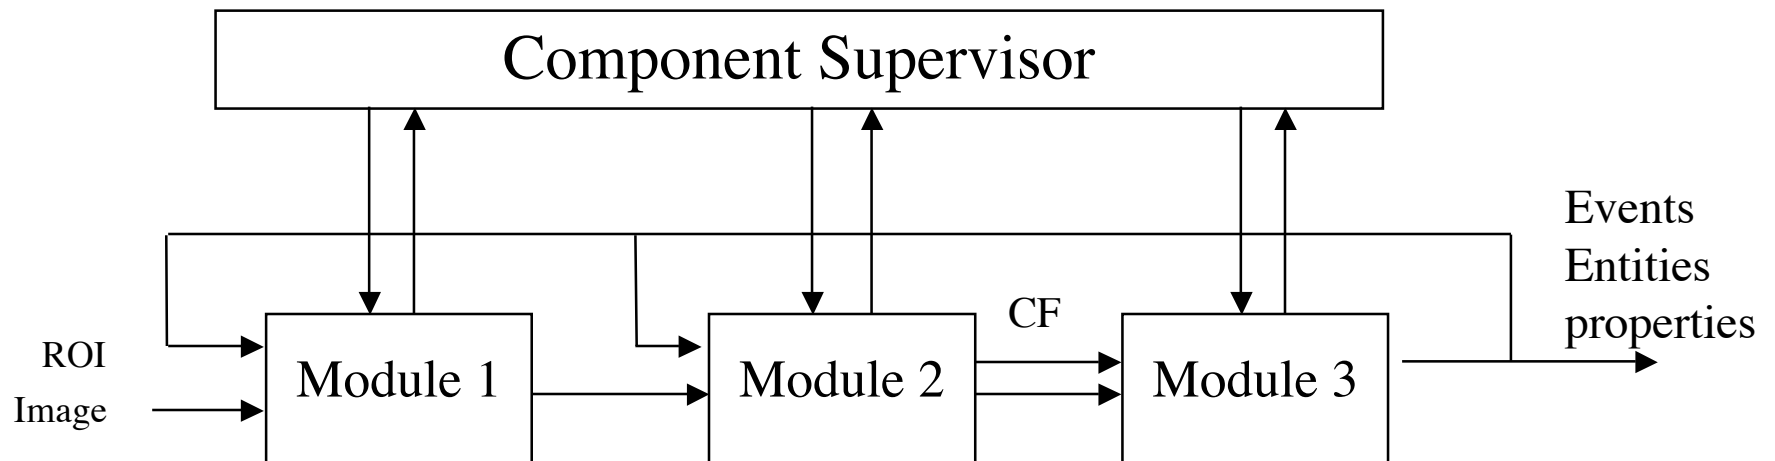 Component Supervisor
Events
Entities
properties
CF
ROI
Image
Module 1
Module 2
Module 3